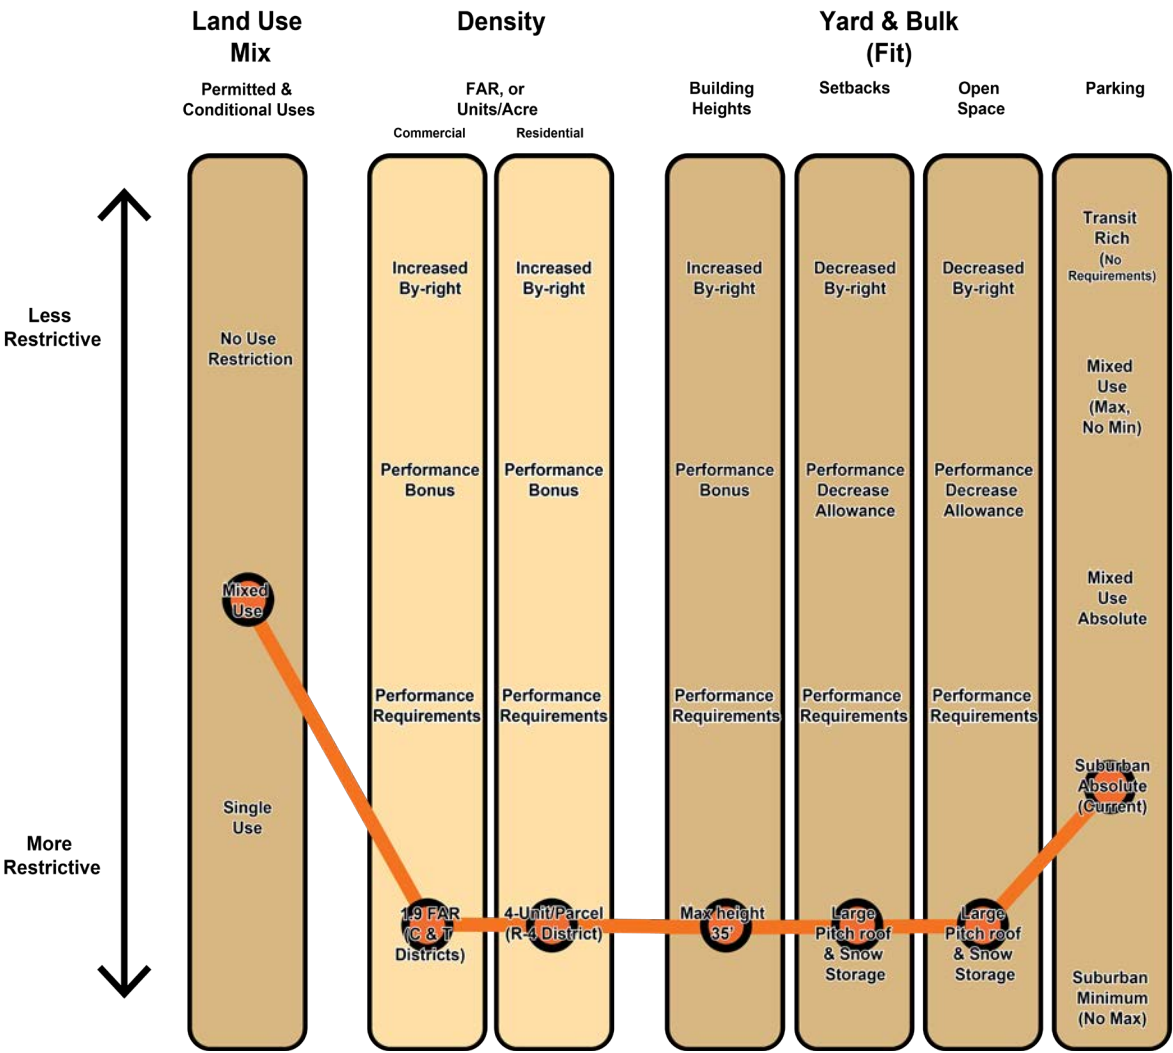 Land Use
Mix
Permitted &
Conditional Uses
Density
FAR, or
Units/Acre
Commercial
Residential
Yard & Bulk
(Fit)
Building
Heights
Setbacks
Open
Space
Parking
Less
Restrictive
More
Restrictive
No Use
Restriction
Mixed
Use
Single
Use
Increased
By-right
Performance
Bonus
Performance
Requirements
1.9 FAR
(C & T
Districts)
Increased
By-right
Performance
Bonus
Performance
Requirements
4-Unit/Parcel
(R-4 District)
Increased
By-right
Performance
Bonus
Performance
Requirements
Max height
35'
Decreased
By-right
Performance
Decrease
Allowance
Performance
Requirements
Large
Pitch roof
& Snow
Storage
Decreased
By-right
Performance
Decrease
Allowance
Performance
Requirements
Large
Pitch roof
& Snow
Storage
Transit
Rich
(No
Requirements)
Mixed
Use
(Max,
No Min)
Mixed
Use
Absolute
Suburban
Absolute
(Current)
Suburban
Minimum
(No Max)